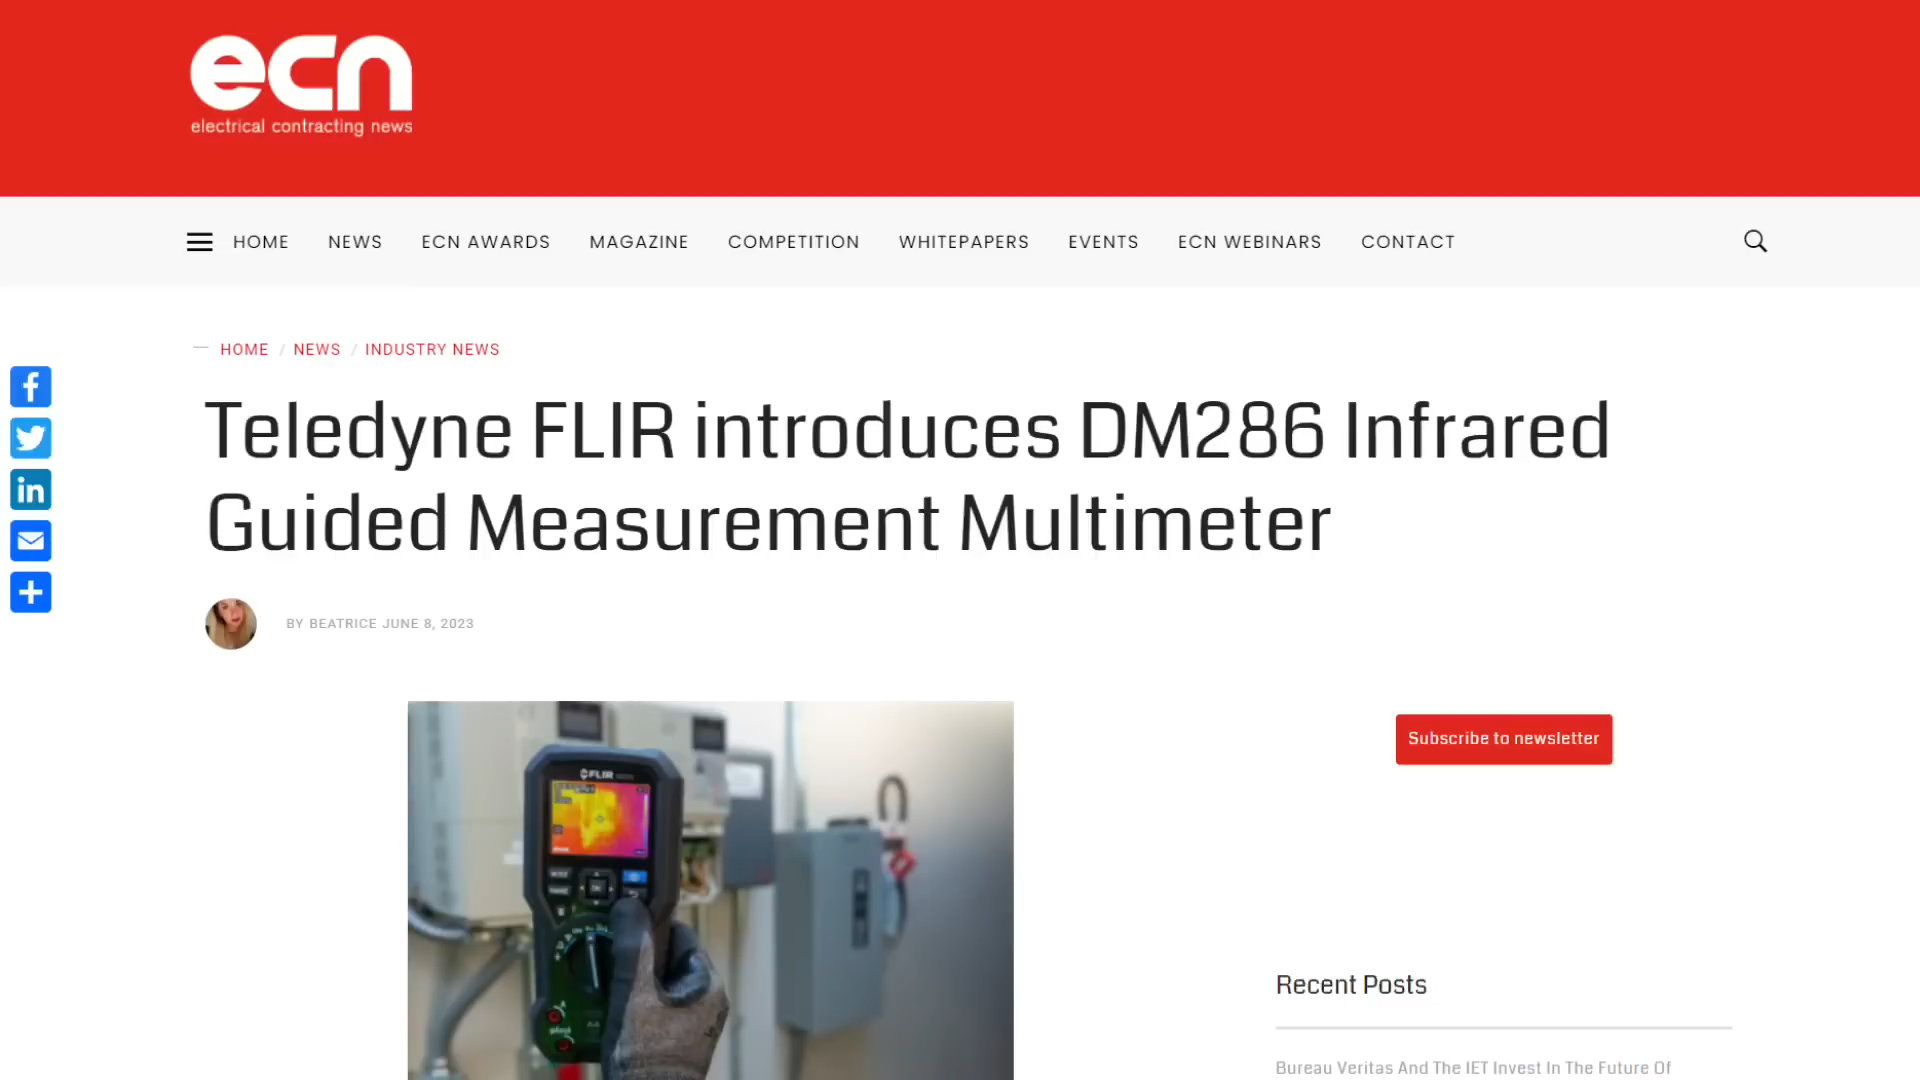 ecn
electrical contracting news
HOME NEWS ECN AWARDS MAGAZINE COMPETITION WHITEPAPERS EVENTS ECN WEBINARS CONTACT
HOME / NEWS / INDUSTRY NEWS
Teledyne FLIR introduces DM286 Infrared
Guided Measurement Multimeter
BY BEATRICE JUNE 8, 2023
Subscribe to newsletter
FLIR
Recent Posts
Bureau Veritas And The IET Invest In The Future Of